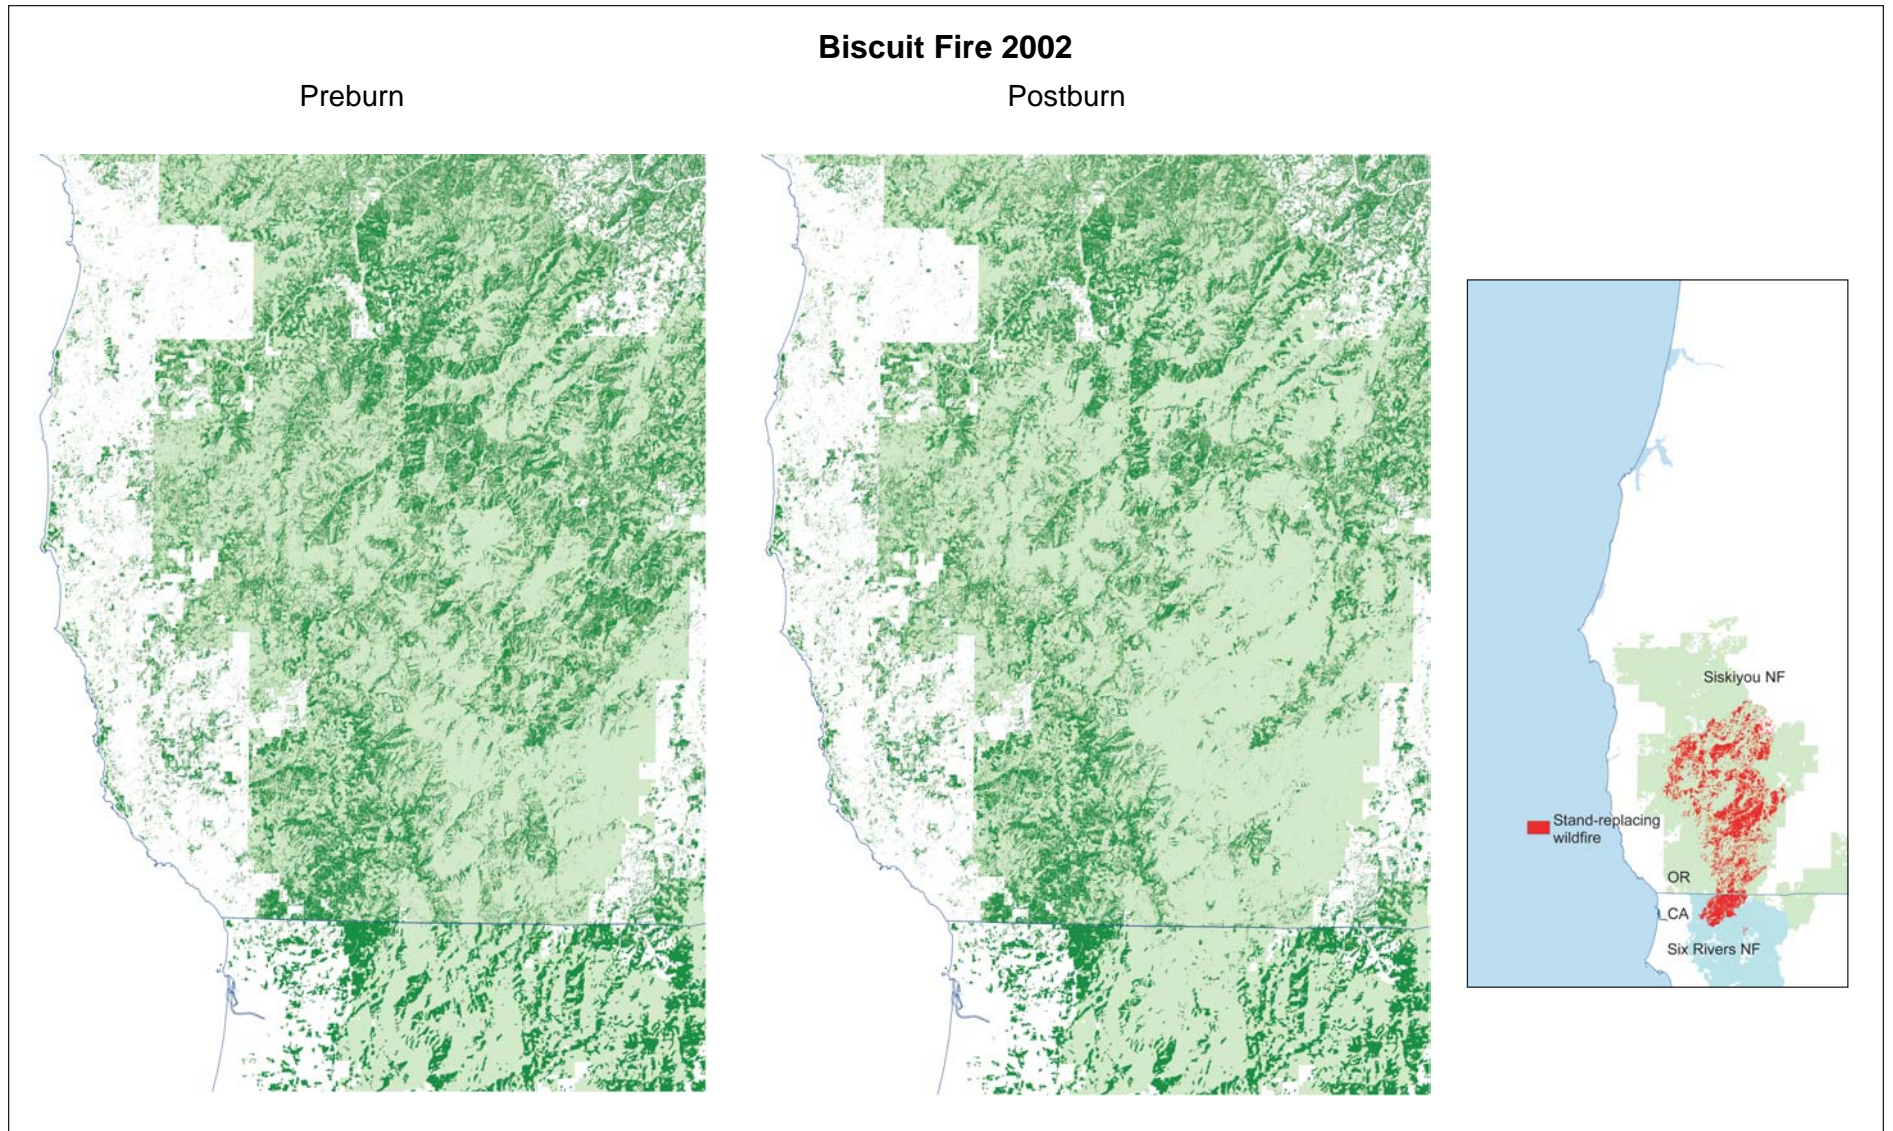 Biscuit Fire 2002
Preburn
Postburn
Siskiyou NF
Stand-replacing
wildfire
OR
CA
Six Rivers NF